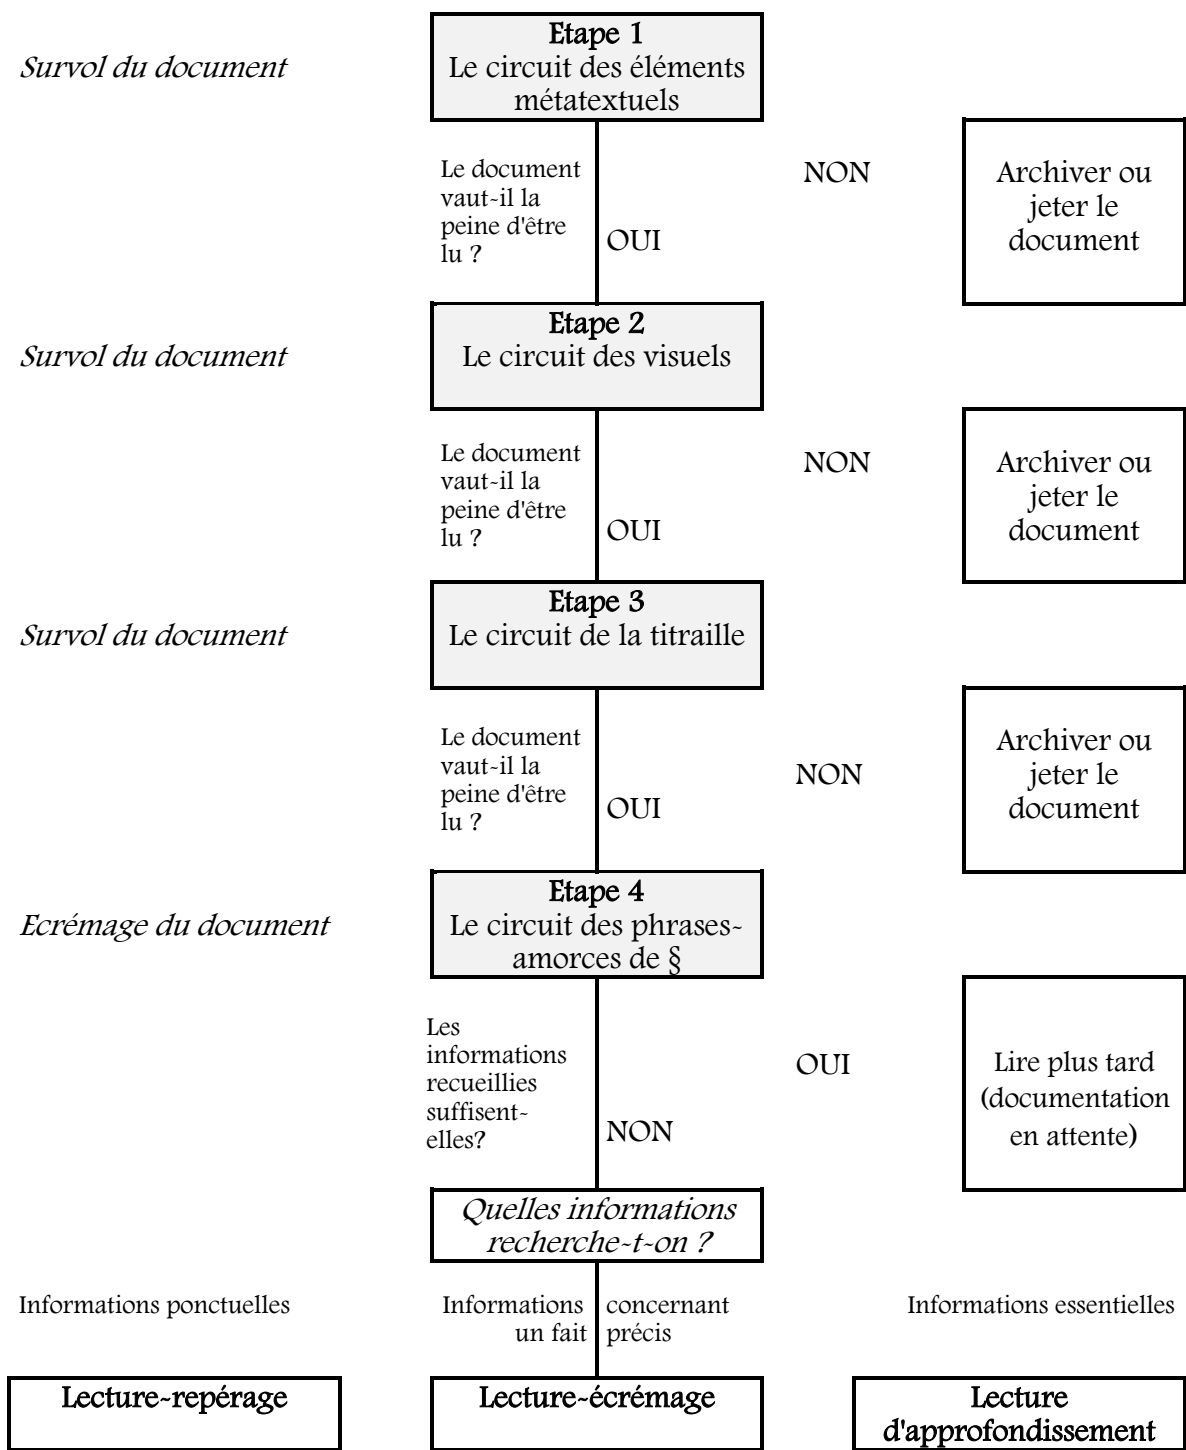 Etape 1
Survol du document
Le circuit des éléments
métatextuels
Le document
vaut-il la
peine d'être
lu ?
OUI
NON
Archiver ou
jeter le
document
Etape 2
Survol du document
Le circuit des visuels
Le document
vaut-il la
peine d'être
lu ?
OUI
NON
Archiver ou
jeter le
document
Etape 3
Survol du document
Le circuit de la titraille
Le document
vaut-il la
peine d'être
lu ?
OUI
NON
Archiver ou
jeter le
document
Etape 4
Ecrémage du document
Le circuit des phrases-
amorces de §
Les
informations
recueillies
suffisent-
elles?
NON
OUI
Lire plus tard
(documentation
en attente)
Quelles informations
recherche-t-on ?
Informations ponctuelles
Informations concernant
un fait précis
Informations essentielles
Lecture-repérage
Lecture-écrémage
Lecture
d'approfondissement